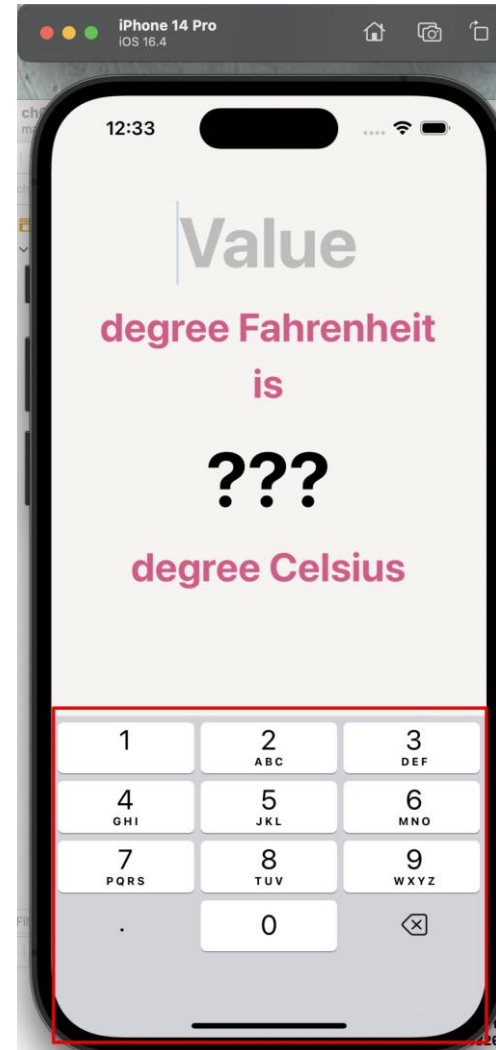 iPhone 14 Pro
iOS 16.4
12:33
Value
degree Fahrenheit
is
???
degree Celsius
1
2
ABC
3
DEF
4
GHI
5
JKL
6
MNO
7
PQRS
8
TUV
9
WXYZ
.
0